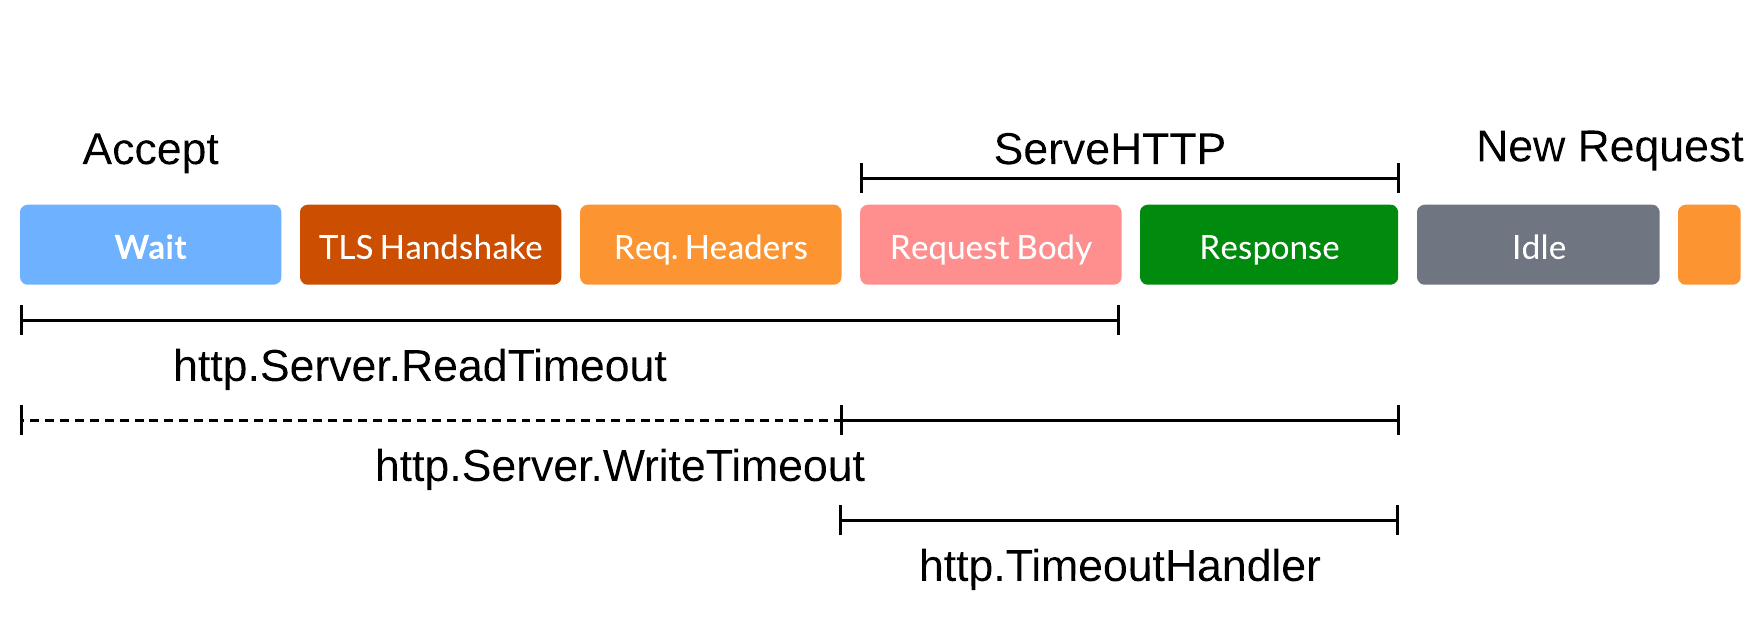 Accept
ServeHTTP
New Request
Wait
TLS Handshake
Req. Headers
Request Body
Response
Idle
http.Server.ReadTimeout
http.Server.WriteTimeout
http.TimeoutHandler